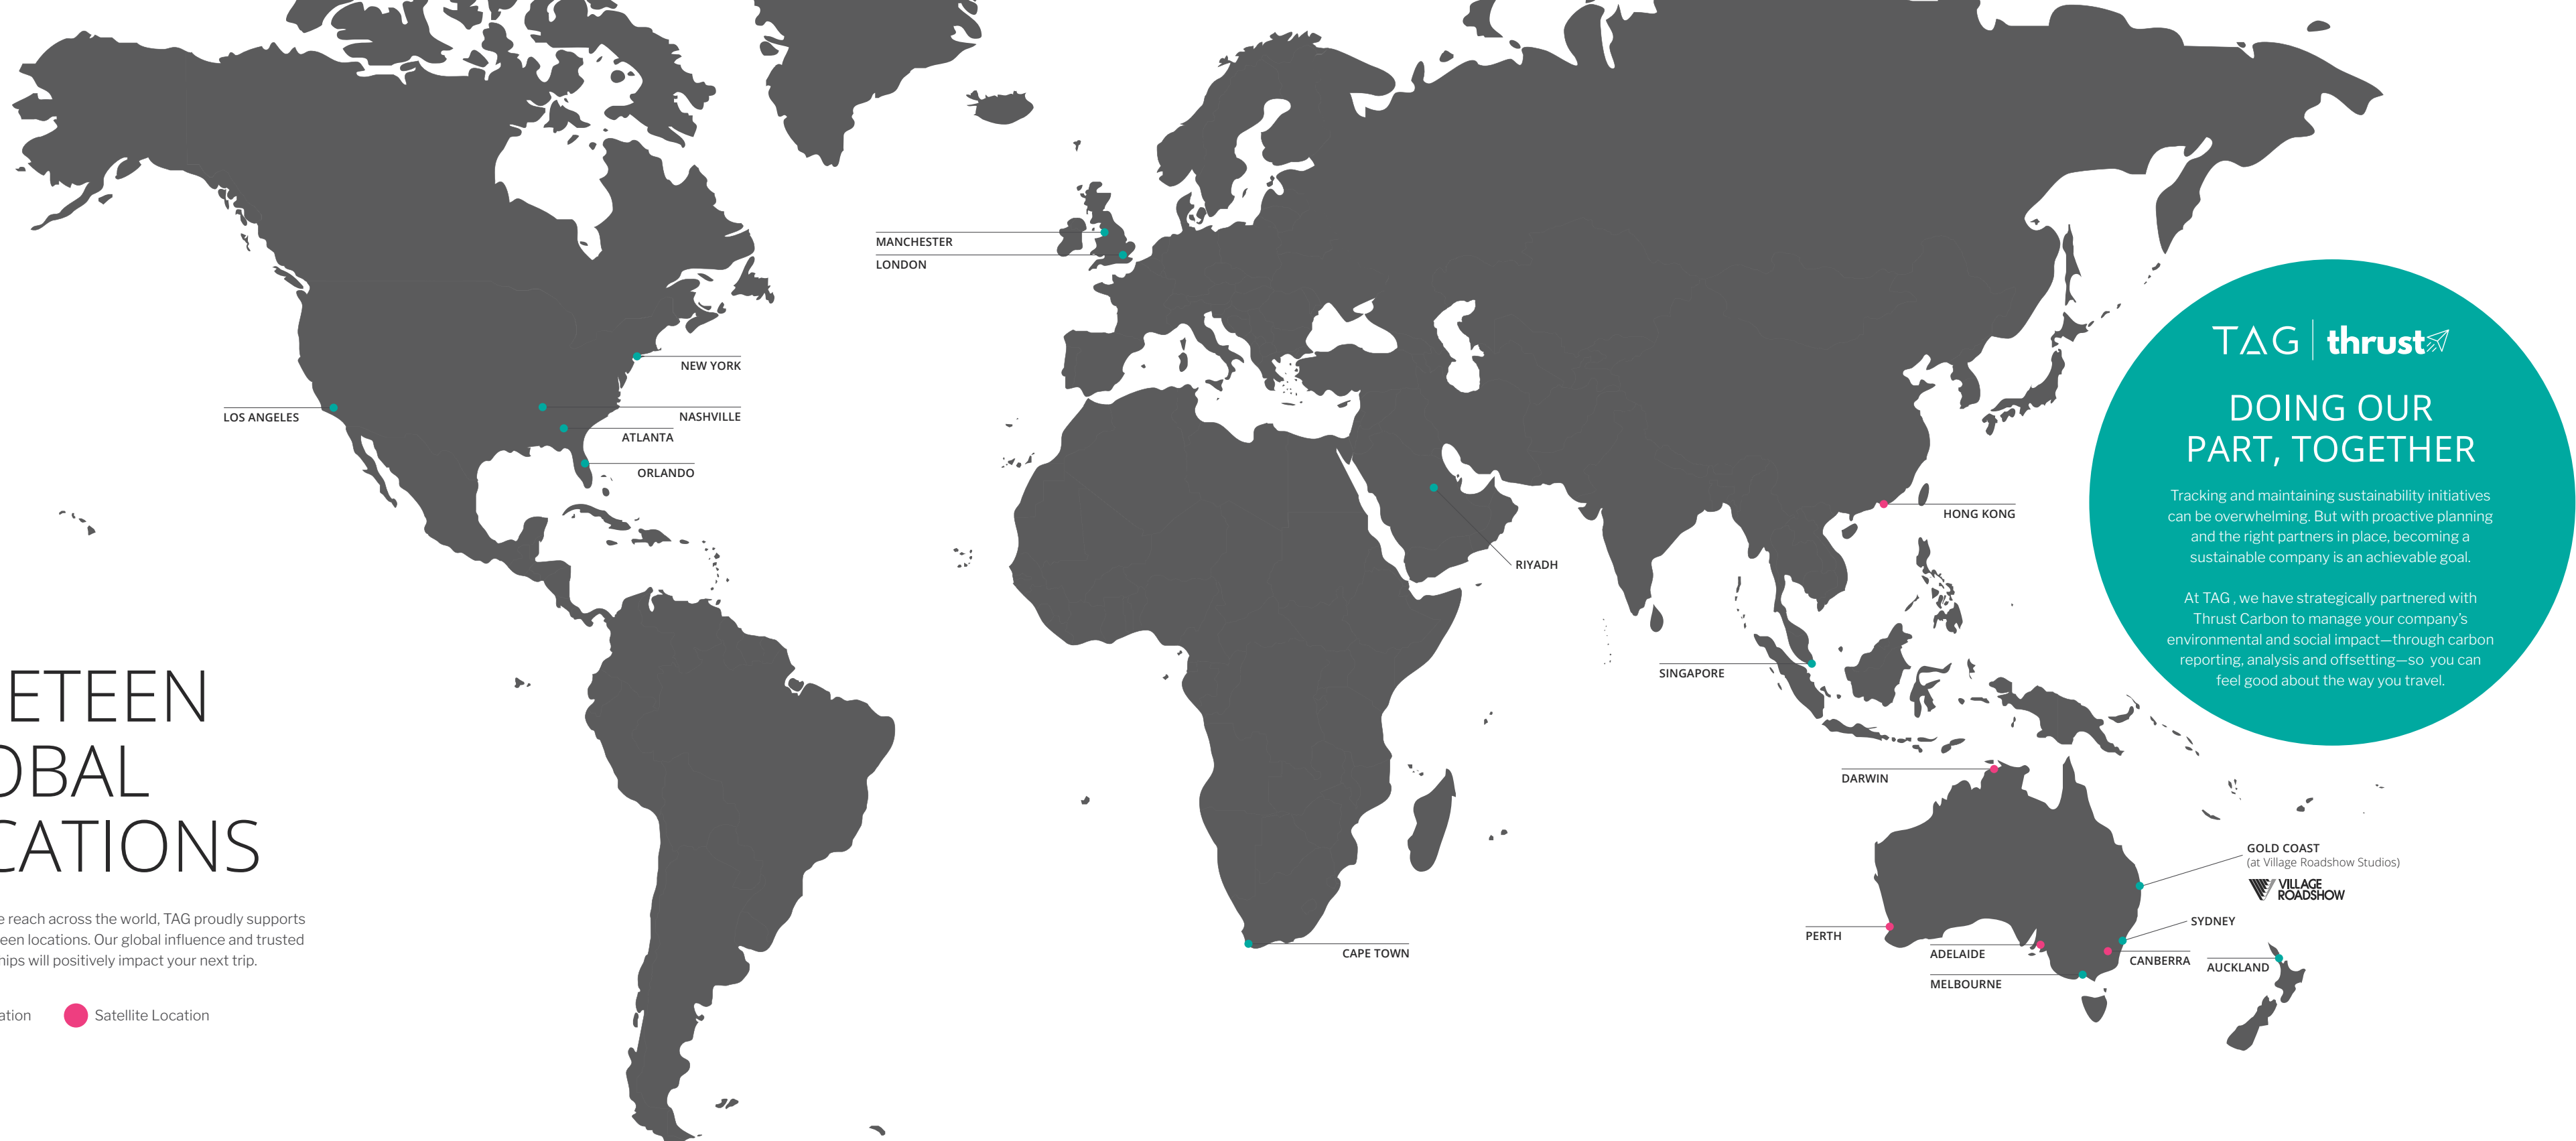 MANCHESTER
LONDON
NEW YORK
LOS ANGELES
NASHVILLE
ATLANTA
ORLANDO
HONG KONG
RIYADH
SINGAPORE
DARWIN
GOLD COAST
(at Village Roadshow Studios)
VILLAGE
ROADSHOW
SYDNEY
PERTH
ADELAIDE
CANBERRA
AUCKLAND
MELBOURNE
CAPE TOWN
TAG | thrust
DOING OUR
PART, TOGETHER
Tracking and maintaining sustainability initiatives
can be overwhelming. But with proactive planning
and the right partners in place, becoming a
sustainable company is an achievable goal.
At TAG , we have strategically partnered with
Thrust Carbon to manage your company's
environmental and social impact—through carbon
reporting, analysis and offsetting—so you can
feel good about the way you travel.
ETEEN
OBAL
CATIONS
e reach across the world, TAG proudly supports
een locations. Our global influence and trusted
hips will positively impact your next trip.
ation
Satellite Location